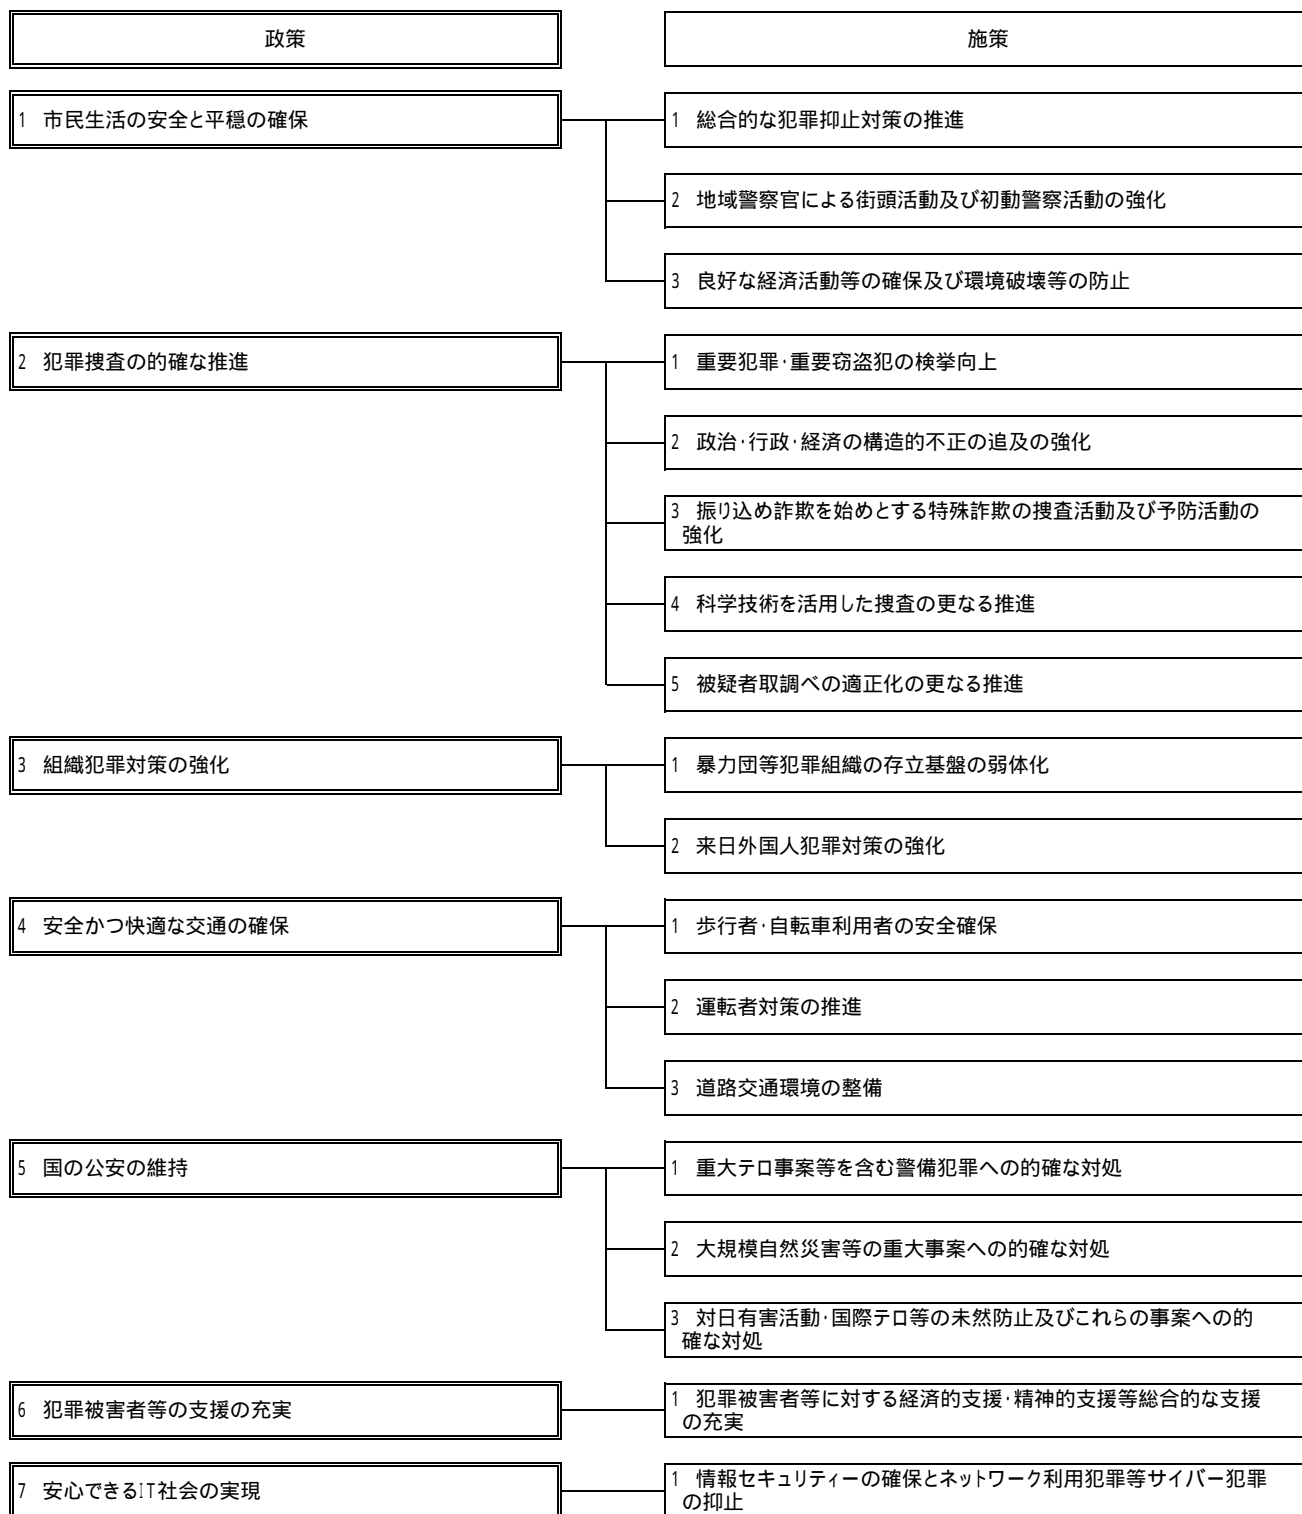 政策
施策
1 市民生活の安全と平穏の確保
1 総合的な犯罪抑止対策の推進
2 地域警察官による街頭活動及び初動警察活動の強化
3 良好な経済活動等の確保及び環境破壊等の防止
2 犯罪捜査の的確な推進
1 重要犯罪・重要窃盗犯の検挙向上
2 政治・行政・経済の構造的不正の追及の強化
3 振り込め詐欺を始めとする特殊詐欺の捜査活動及び予防活動の
強化
4 科学技術を活用した捜査の更なる推進
5 被疑者取調べの適正化の更なる推進
3 組織犯罪対策の強化
1 暴力団等犯罪組織の存立基盤の弱体化
2 来日外国人犯罪対策の強化
4 安全かつ快適な交通の確保
1 歩行者・自転車利用者の安全確保
2 運転者対策の推進
3 道路交通環境の整備
5 国の公安の維持
1 重大テロ事案等を含む警備犯罪への的確な対処
2 大規模自然災害等の重大事案への的確な対処
3 対日有害活動・国際テロ等の未然防止及びこれらの事案への的
確な対処
6 犯罪被害者等の支援の充実
1 犯罪被害者等に対する経済的支援・精神的支援等総合的な支援
の充実
7 安心できるIT社会の実現
1 情報セキュリティーの確保とネットワーク利用犯罪等サイバー犯罪
の抑止